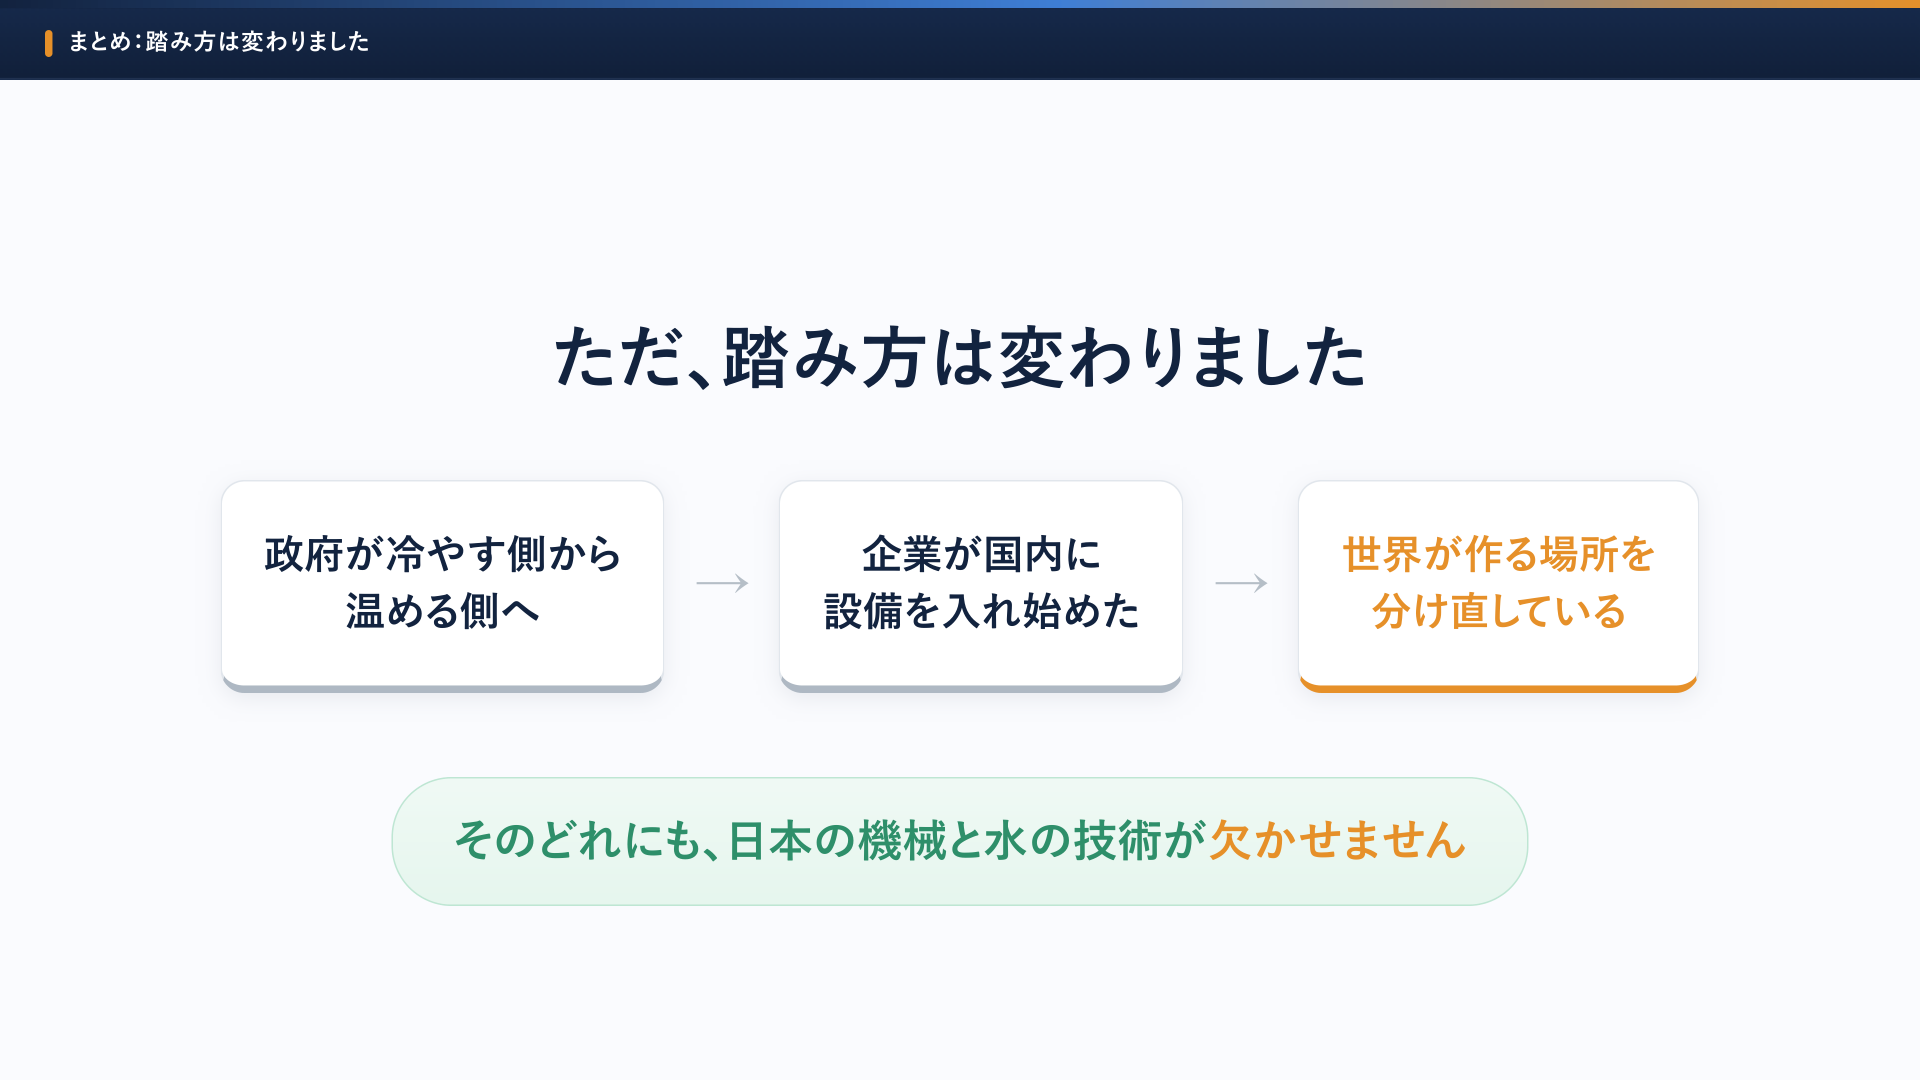 まとめ：踏み方は変わりました
ただ、踏み方は変わりました
政府が冷やす側から
温める側へ
→
企業が国内に
設備を入れ始めた
→
世界が作る場所を
分け直している
そのどれにも、日本の機械と水の技術が欠かせません